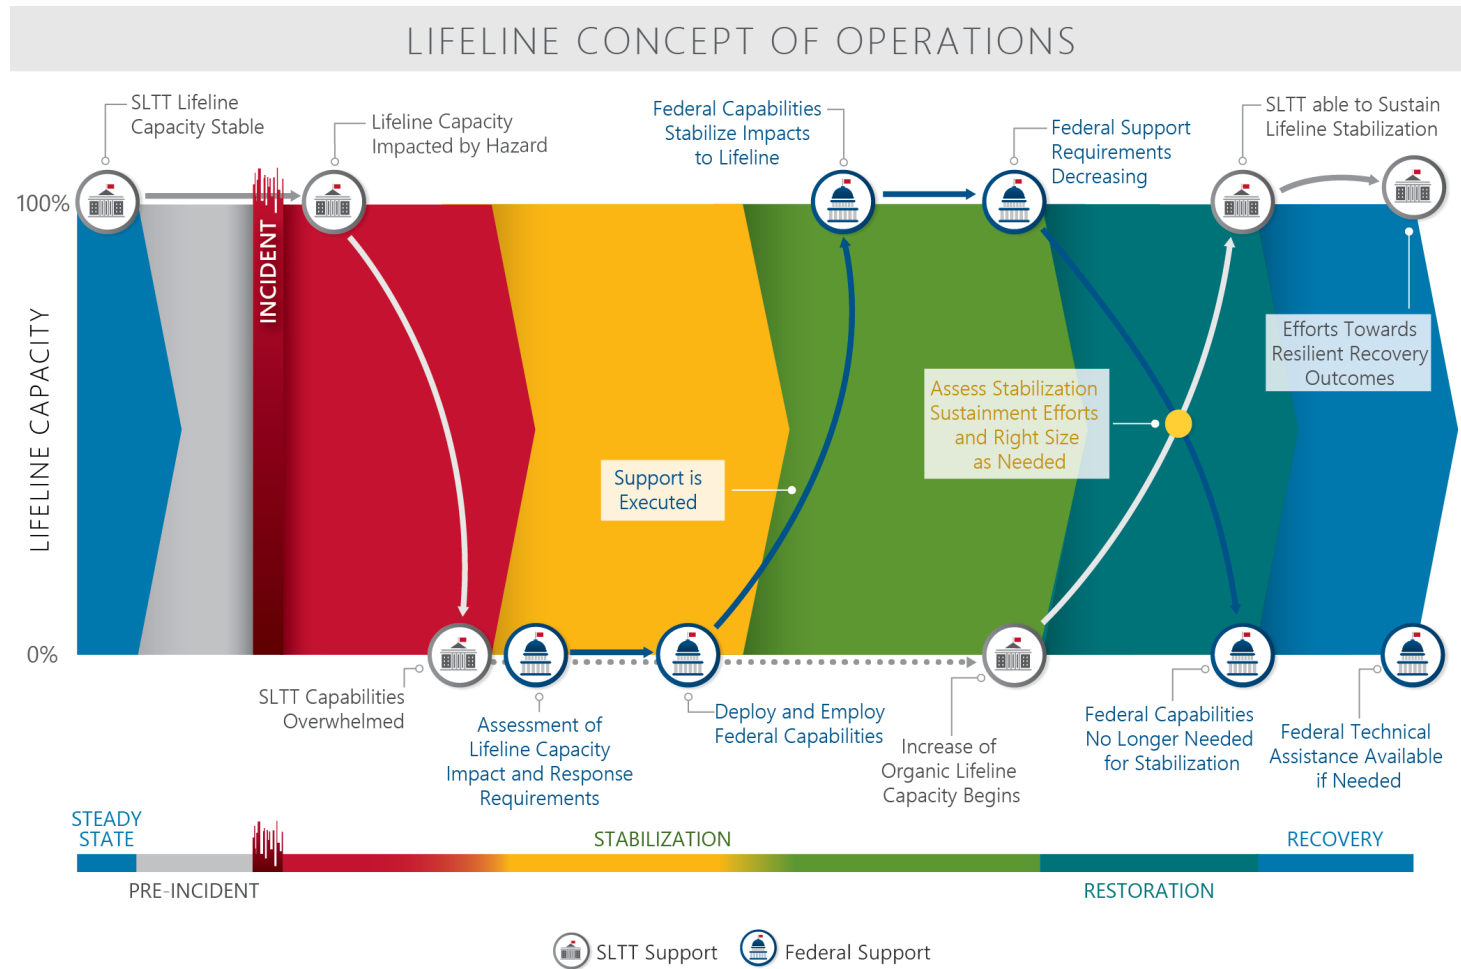 LIFELINE CONCEPT OF OPERATIONS
SLTT Lifeline
Capacity Stable
Lifeline Capacity
Impacted by Hazard
Federal Capabilities
Stabilize Impacts
to Lifeline
Federal Support
Requirements
Decreasing
SLTT able to Sustain
Lifeline Stabilization
100%
INCIDENT
LIFELINE CAPACITY
Efforts Towards
Resilient Recovery
Outcomes
Assess Stabilization
Sustainment Efforts
and Right Size
as Needed
Support is
Executed
0%
SLTT Capabilities
Overwhelmed
Assessment of
Lifeline Capacity
Impact and Response
Requirements
Deploy and Employ
Federal Capabilities
Increase of
Organic Lifeline
Capacity Begins
Federal Capabilities
No Longer Needed
for Stabilization
Federal Technical
Assistance Available
if Needed
STEADY
STATE
STABILIZATION
RECOVERY
PRE-INCIDENT
RESTORATION
SLTT Support
Federal Support